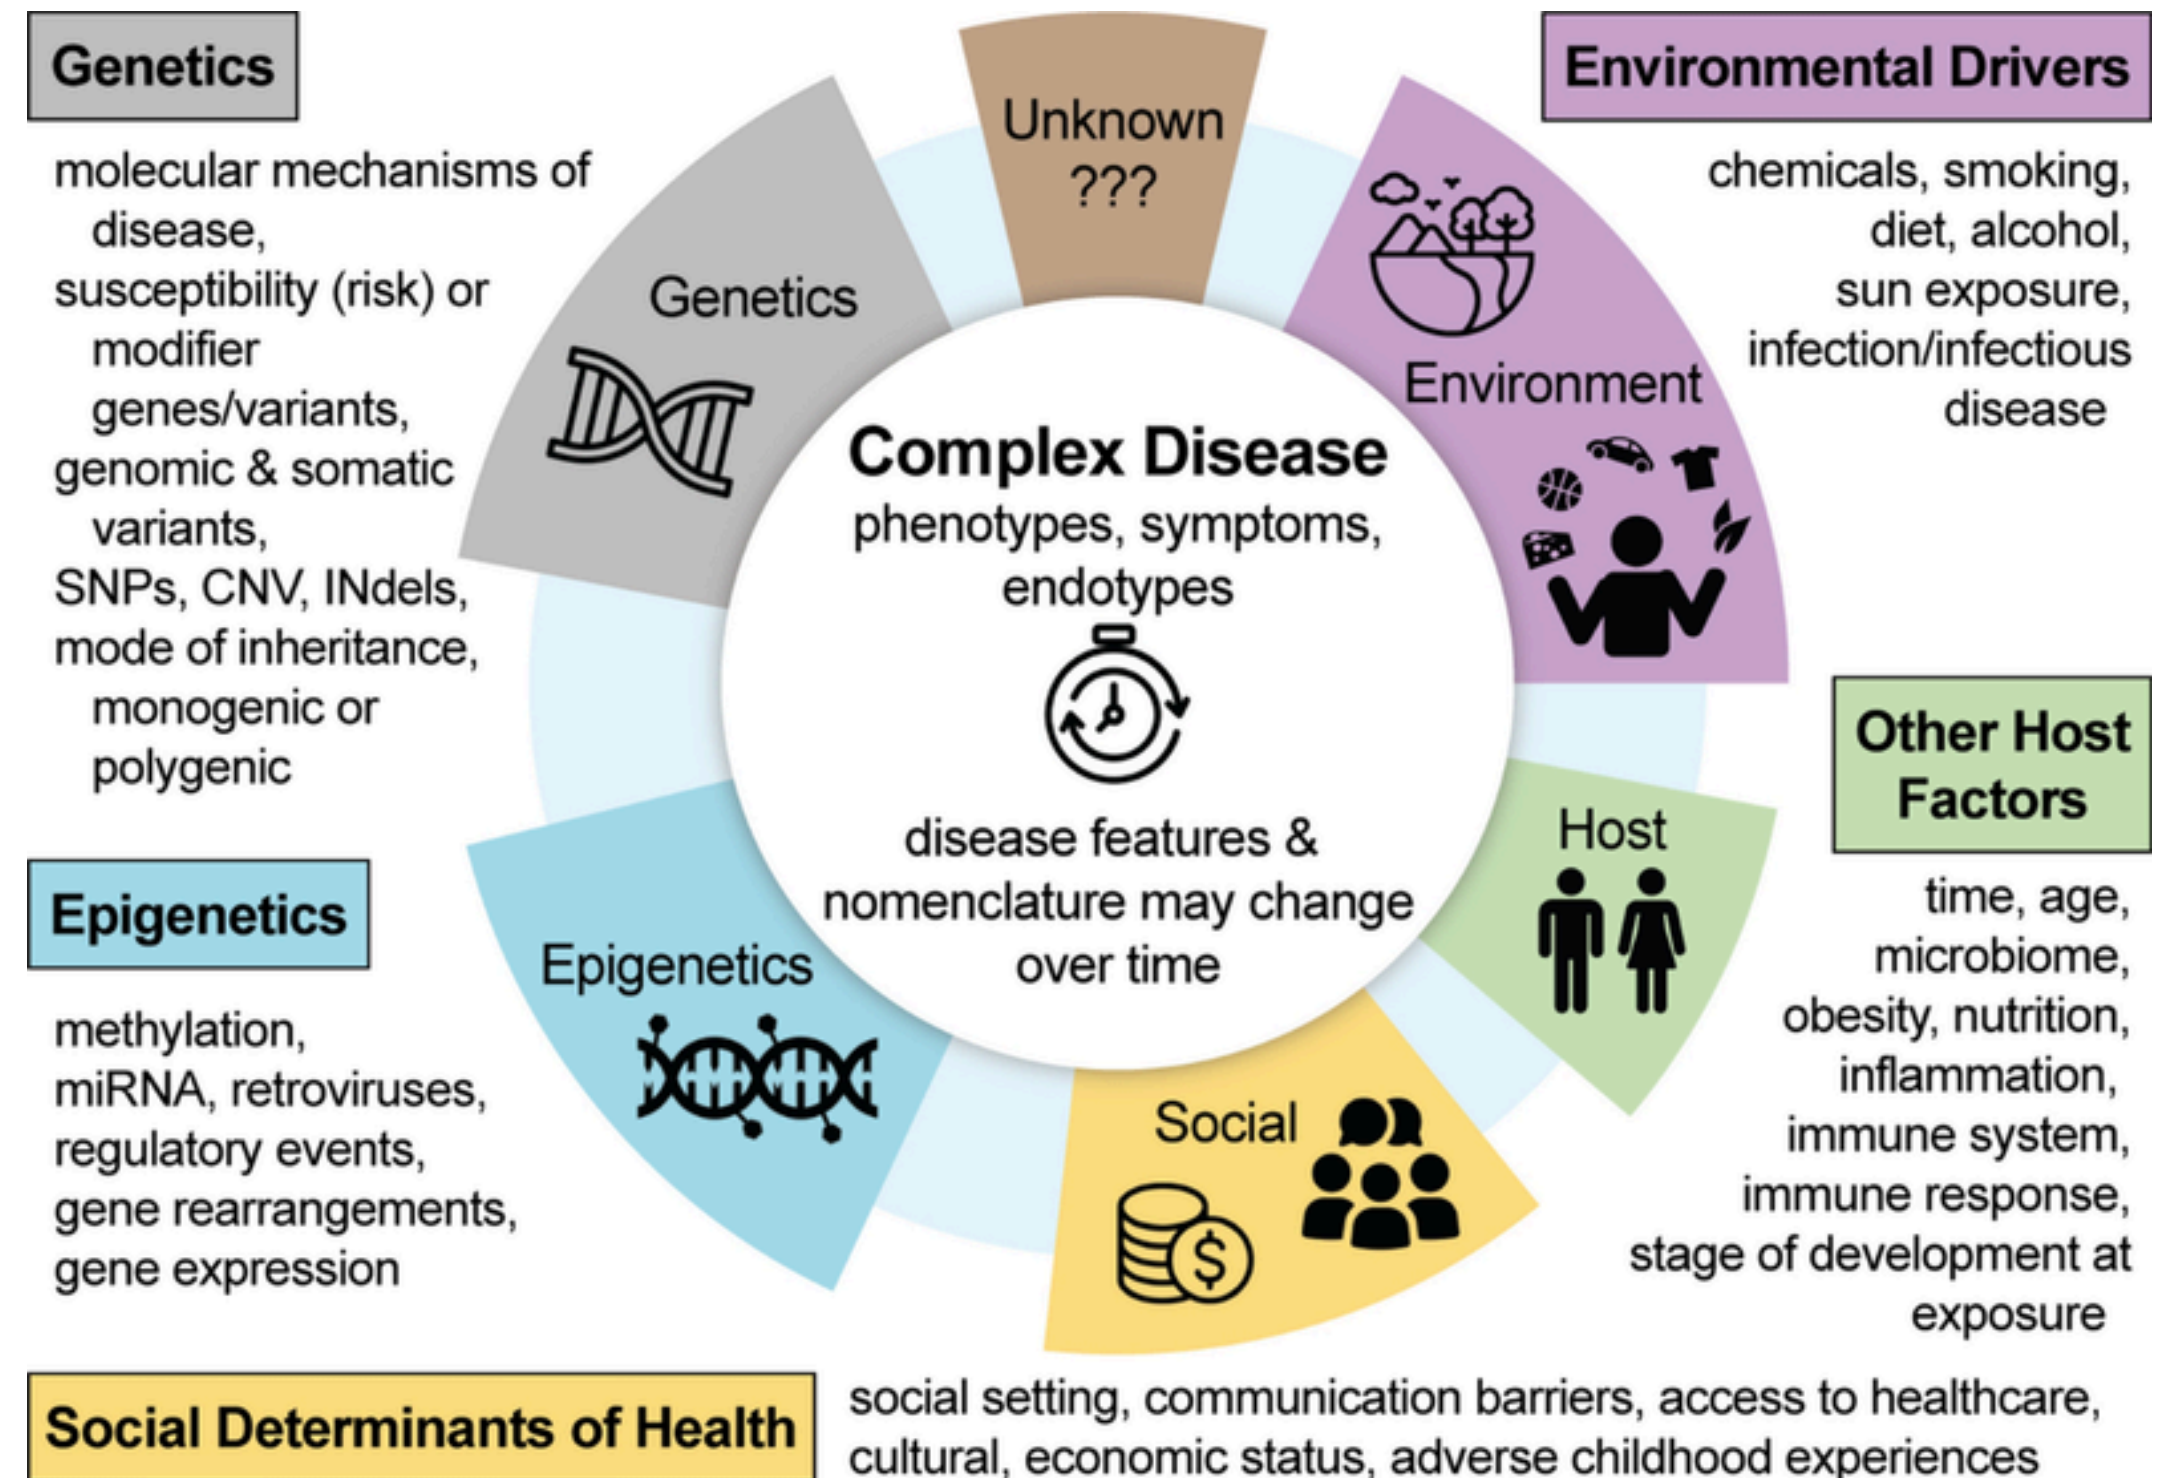 Genetics
molecular mechanisms of
disease,
susceptibility (risk) or
modifier
genes/variants,
genomic & somatic
variants,
SNPs, CNV, INdels,
mode of inheritance,
monogenic or
polygenic
Epigenetics
methylation,
miRNA, retroviruses,
regulatory events,
gene rearrangements,
gene expression
Unknown
???
Genetics
Environment
Complex Disease
phenotypes, symptoms,
endotypes
disease features &
nomenclature may change
over time
Host
Epigenetics
Social
$
Environmental Drivers
chemicals, smoking,
diet, alcohol,
sun exposure,
infection/infectious
disease
Other Host
Factors
time, age,
microbiome,
obesity, nutrition,
inflammation,
immune system,
immune response,
stage of development at
exposure
Social Determinants of Health
social setting, communication barriers, access to healthcare,
cultural, economic status, adverse childhood experiences